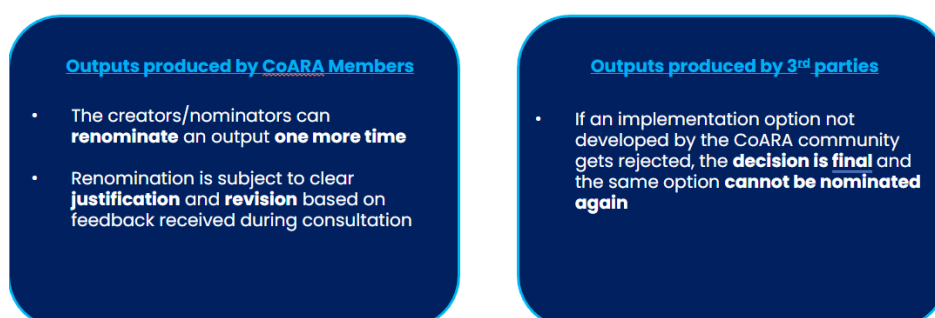 Outputs produced by CoARA Members
• The creators/nominators can
renominate an output one more time
• Renomination is subject to clear
justification and revision based on
feedback received during consultation
Outputs produced by 3rd parties
• If an implementation option not
developed by the CoARA community
gets rejected, the decision is final and
the same option cannot be nominated
again